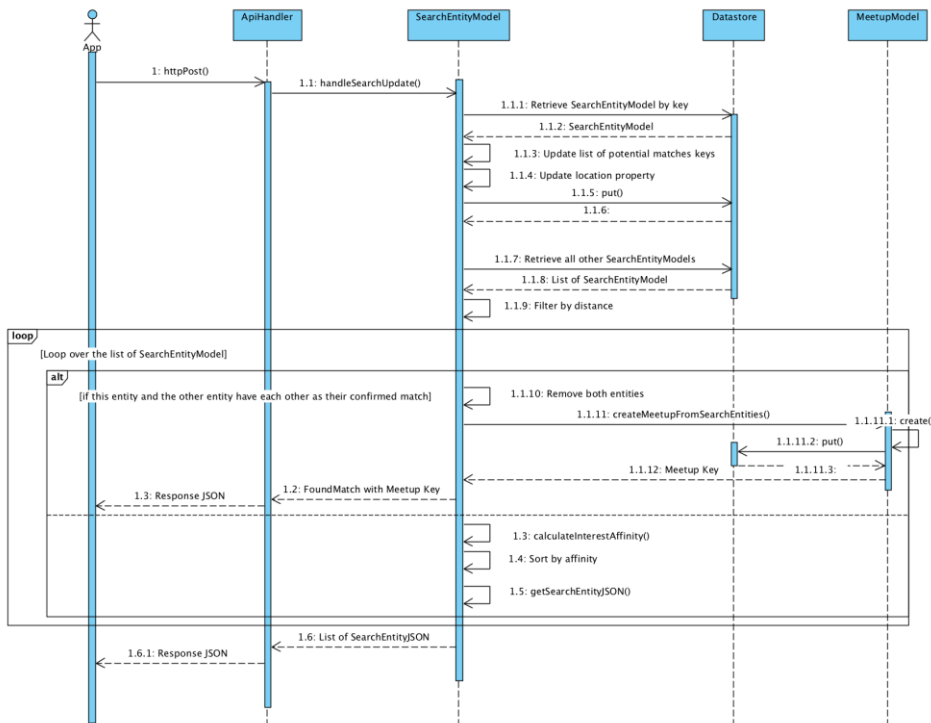 App
ApiHandler
SearchEntityModel
Datastore
MeetupModel
1: httpPost()
1.1: handleSearchUpdate()
1.1.1: Retrieve SearchEntityModel by key
1.1.2: SearchEntityModel
1.1.3: Update list of potential matches keys
1.1.4: Update location property
1.1.5: put()
1.1.6:
1.1.7: Retrieve all other SearchEntityModels
1.1.8: List of SearchEntityModel
1.1.9: Filter by distance
loop
[Loop over the list of SearchEntityModel]
alt
[if this entity and the other entity have each other as their confirmed match]
1.1.10: Remove both entities
1.1.11: createMeetupFromSearchEntities()
1.1.11.1: create(
1.1.11.2: put()
1.1.11.3:
1.1.12: Meetup Key
1.2: FoundMatch with Meetup Key
1.3: Response JSON
1.3: calculateInterestAffinity()
1.4: Sort by affinity
1.5: getSearchEntityJSON()
1.6: List of SearchEntityJSON
1.6.1: Response JSON